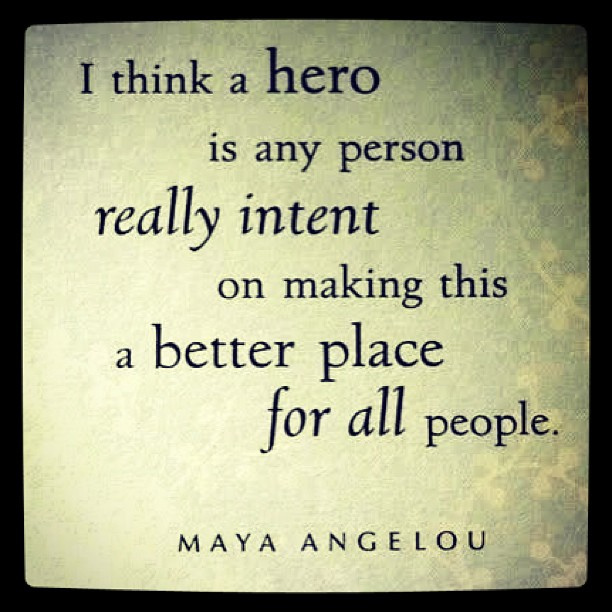 I think a hero
is any person
really intent
on making this
a better place
for all people.
MAYA ANGELOU